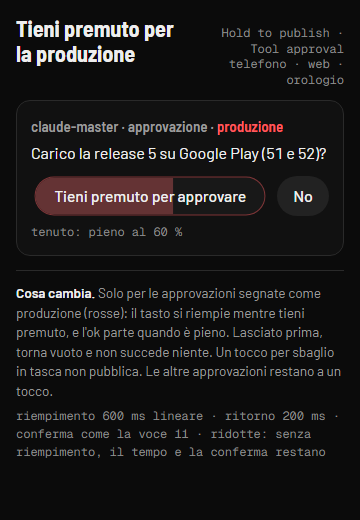 Tieni premuto per
la produzione
Hold to publish ·
Tool approval
telefono · web ·
orologio
claude-master · approvazione · produzione
Carico la release 5 su Google Play (51 e 52)?
Tieni premuto per approvare
No
tenuto: pieno al 60 %
Cosa cambia. Solo per le approvazioni segnate come
produzione (rosse): il tasto si riempie mentre tieni
premuto, e l'ok parte quando è pieno. Lasciato prima,
torna vuoto e non succede niente. Un tocco per sbaglio
in tasca non pubblica. Le altre approvazioni restano a un
tocco.
riempimento 600 ms lineare · ritorno 200 ms ·
conferma come la voce 11 · ridotte: senza
riempimento, il tempo e la conferma restano